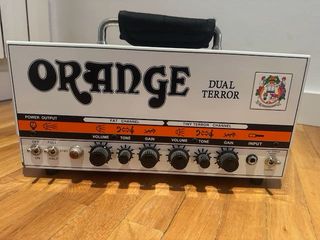 ORANGE
DUAL
TERROR
POWER OUTPUT
FAT CHANNEL
TINY TERROR CHANNEL
VOLUME TONE GAIN VOLUME TONE GAIN INPUT